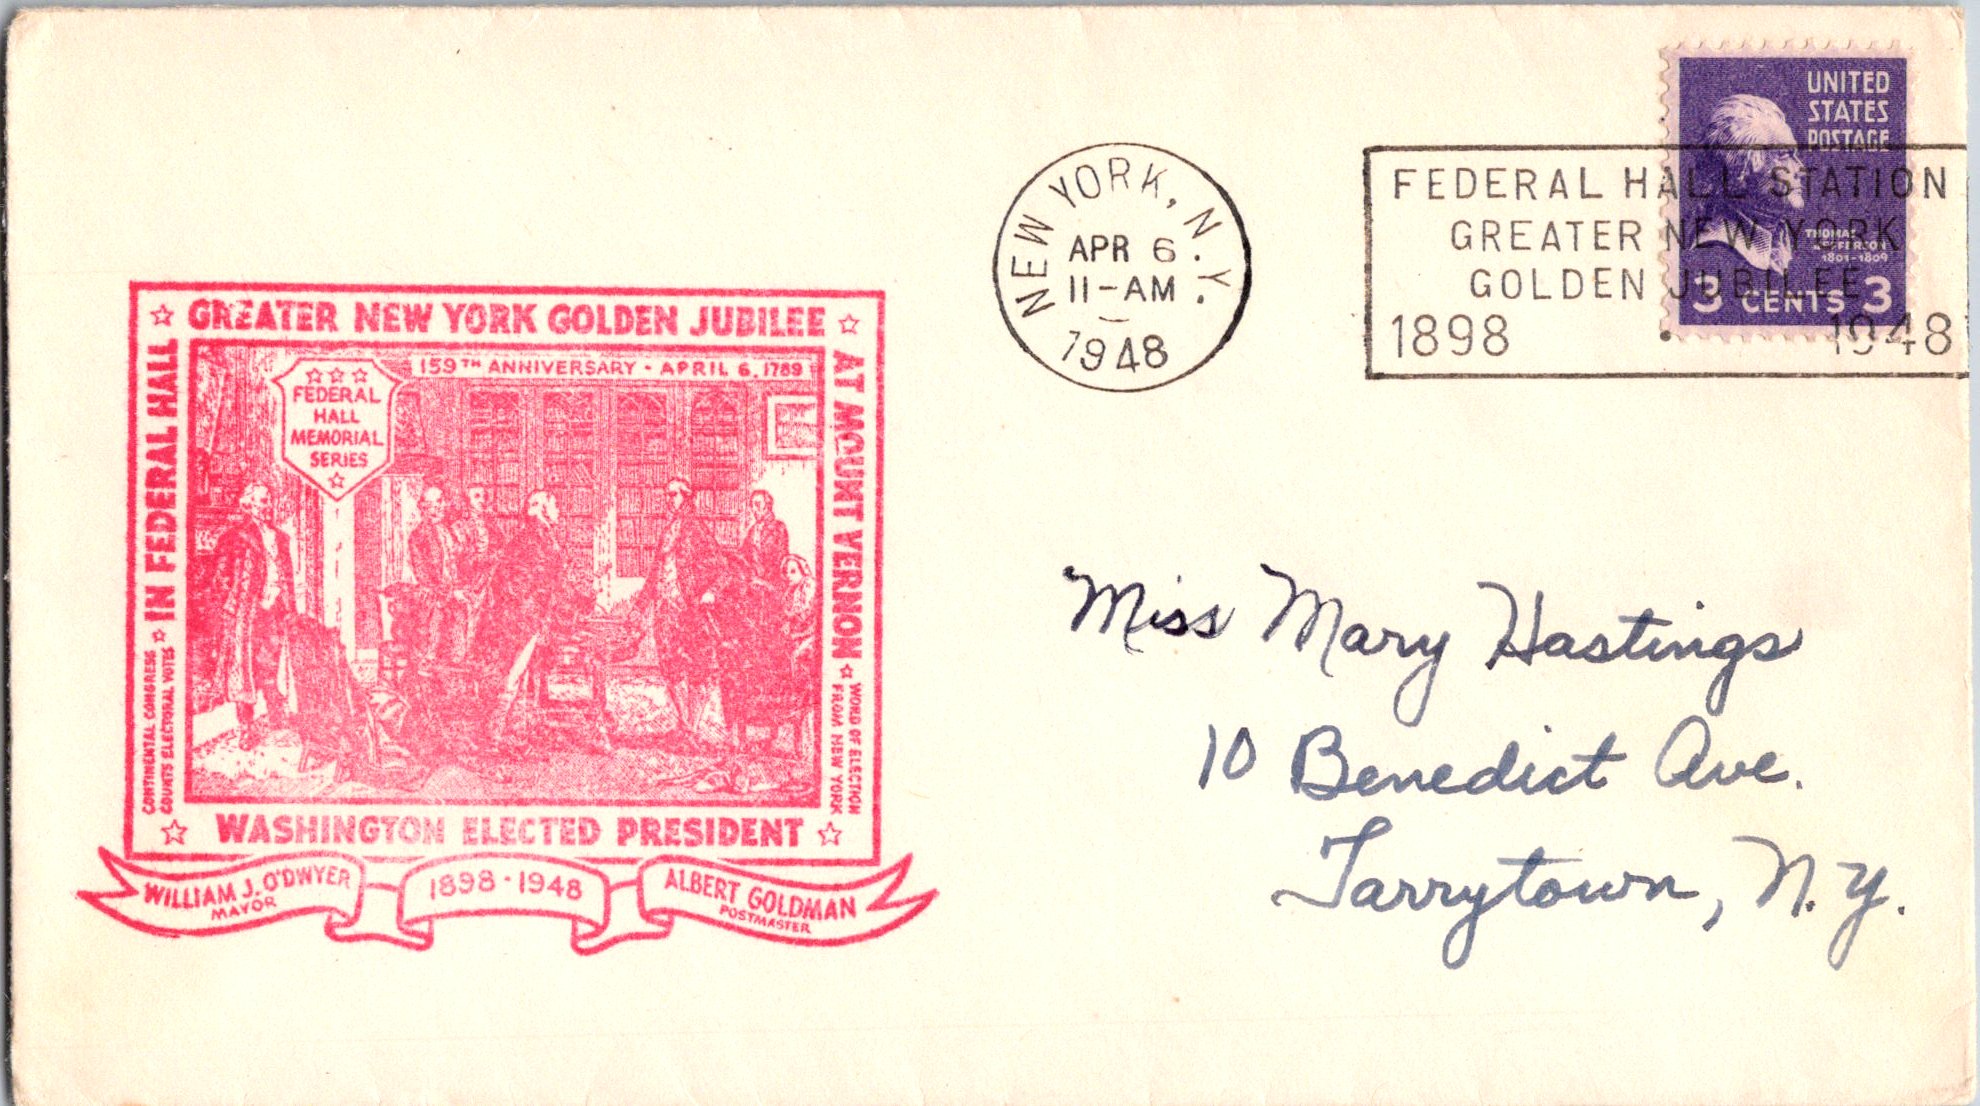 GREATER NEW YORK GOLDEN JUBILEE
IN FEDERAL HALL
CONTINENTAL CONGRESS
COUNTS ELECTORAL VOTES
159TH ANNIVERSARY · APRIL 6, 1789
FEDERAL
HALL
MEMORIAL
SERIES
AT MOUNT VERNON
WORD OF ELECTION
FROM NEW YORK
WASHINGTON ELECTED PRESIDENT
WILLIAM J. O'DWYER
MAYOR
1898 · 1948
ALBERT GOLDMAN
POSTMASTER
NEW YORK, N.Y.
APR 6
11-AM
1948
FEDERAL HALL STATION
GREATER NEW YORK
GOLDEN JUBILEE
1898 1948
UNITED
STATES
POSTAGE
THOMAS
JEFFERSON
1801-1809
3 CENTS 3
Miss Mary Hastings
10 Benedict Ave.
Tarrytown, N.Y.